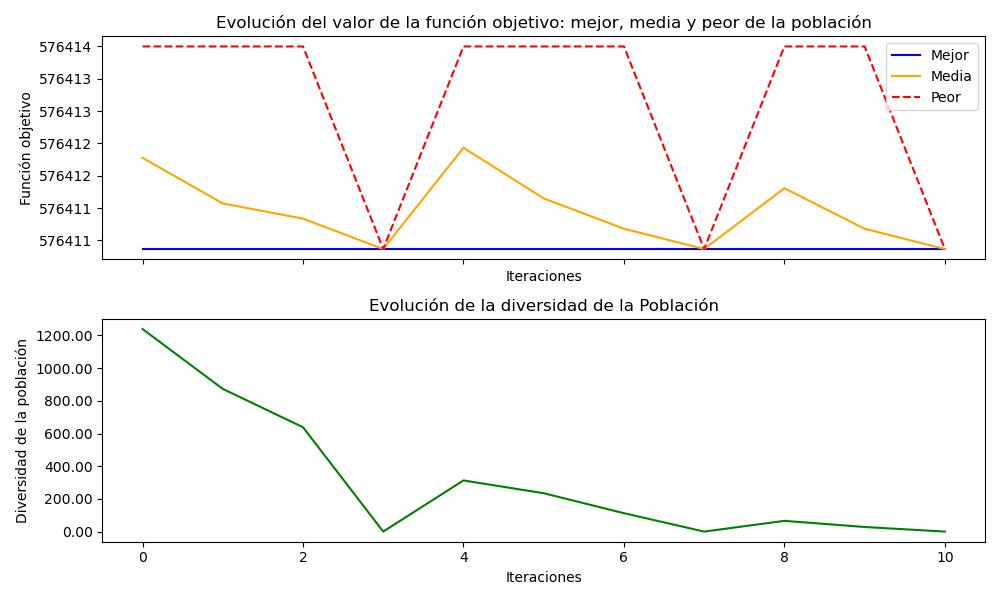 Evolución del valor de la función objetivo: mejor, media y peor de la población
576414
576413
576413
576412
576412
576411
576411
Función objetivo
Mejor
Media
Peor
Iteraciones
Evolución de la diversidad de la Población
1200.00
1000.00
800.00
600.00
400.00
200.00
0.00
Diversidad de la población
0 2 4 6 8 10
Iteraciones